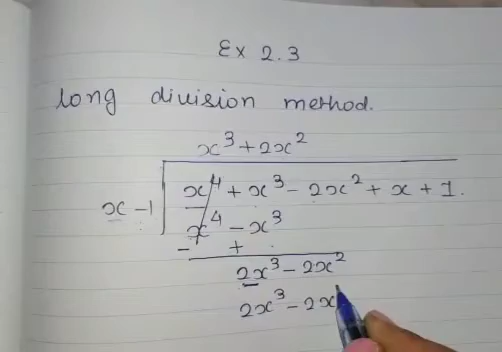 Ex 2.3
long division method.
x³ + 2x²
x - 1 x⁴ + x³ - 2x² + x + 1.
x⁴ - x³
- +
2x³ - 2x²
2x³ - 2x